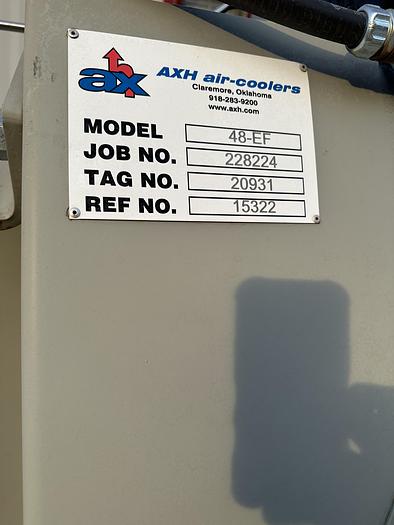 ax AXH air-coolers
Claremore, Oklahoma
918-283-9200
www.axh.com
MODEL 48-EF
JOB NO. 228224
TAG NO. 20931
REF NO. 15322